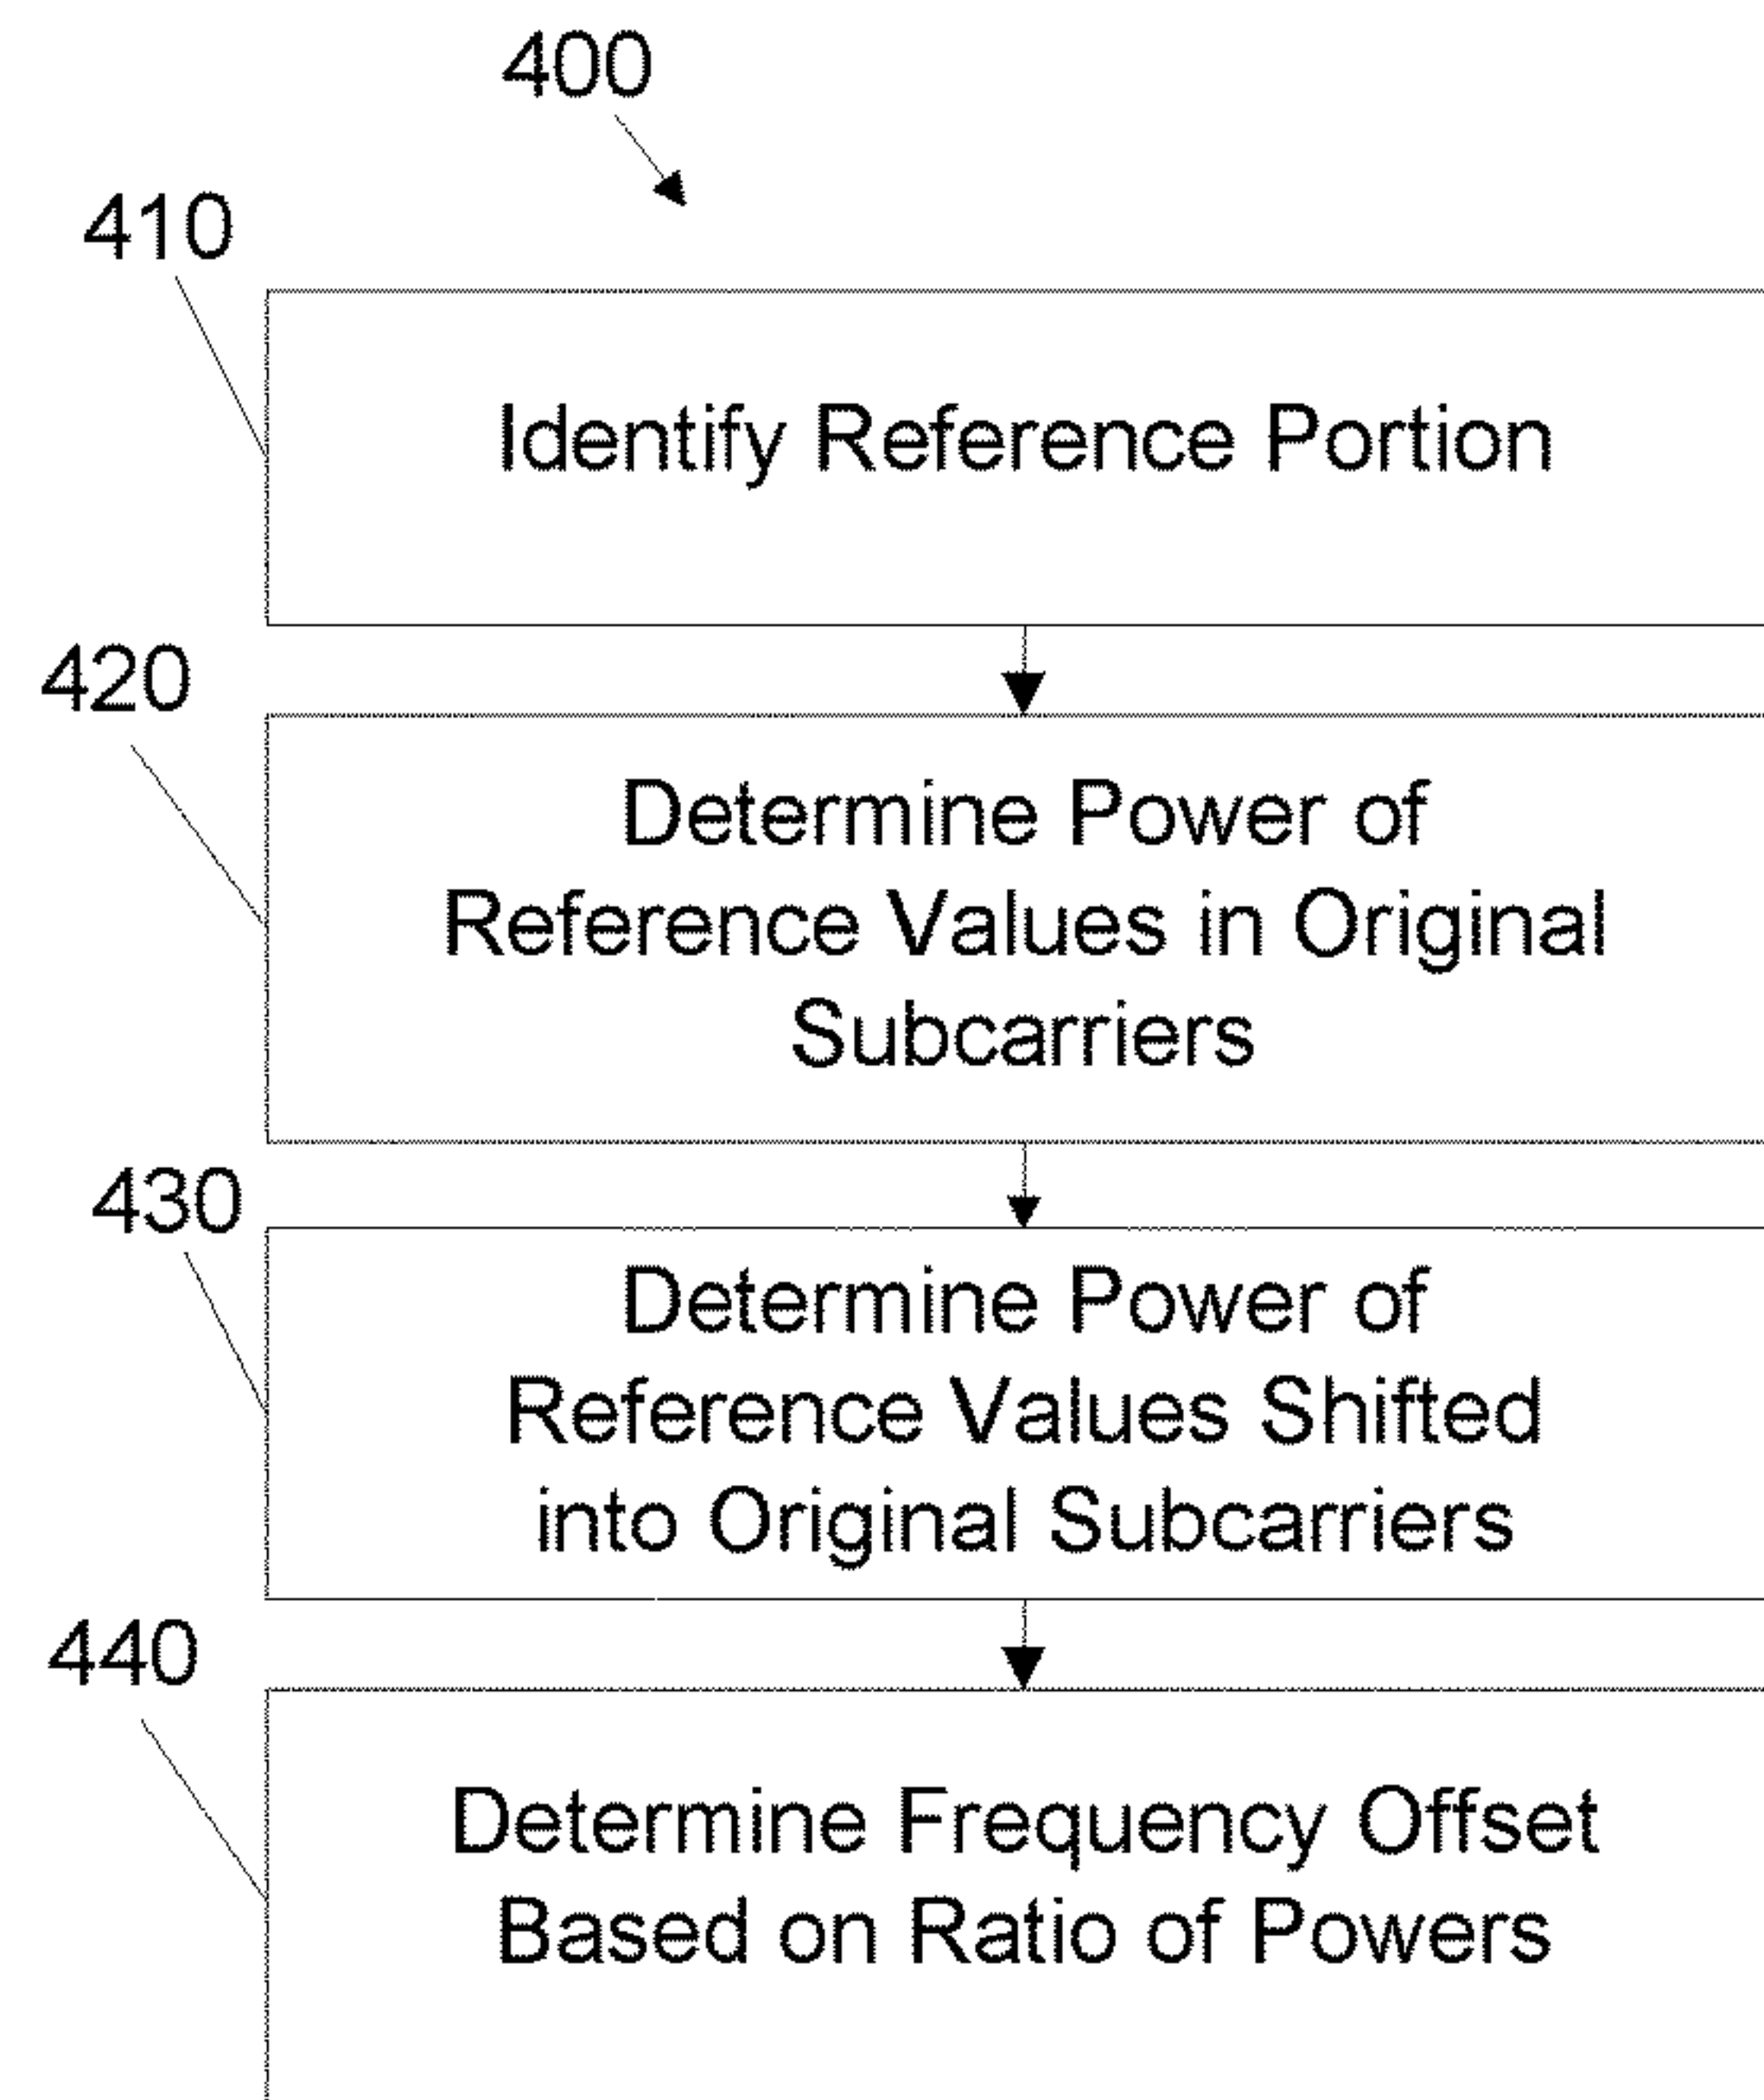 400
410
Identify Reference Portion
420
Determine Power of
Reference Values in Original
Subcarriers
430
Determine Power of
Reference Values Shifted
into Original Subcarriers
440
Determine Frequency Offset
Based on Ratio of Powers